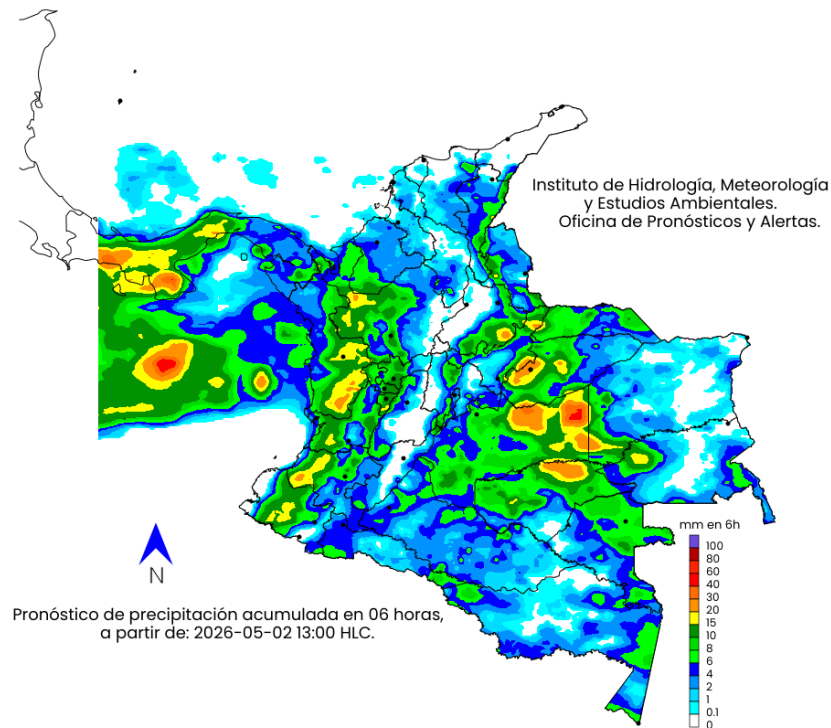 Instituto de Hidrología, Meteorología
y Estudios Ambientales.
Oficina de Pronósticos y Alertas.
N
Pronóstico de precipitación acumulada en 06 horas,
a partir de: 2026-05-02 13:00 HLC.
mm en 6h
100
80
60
40
30
20
15
10
8
6
4
2
1
0.1
0